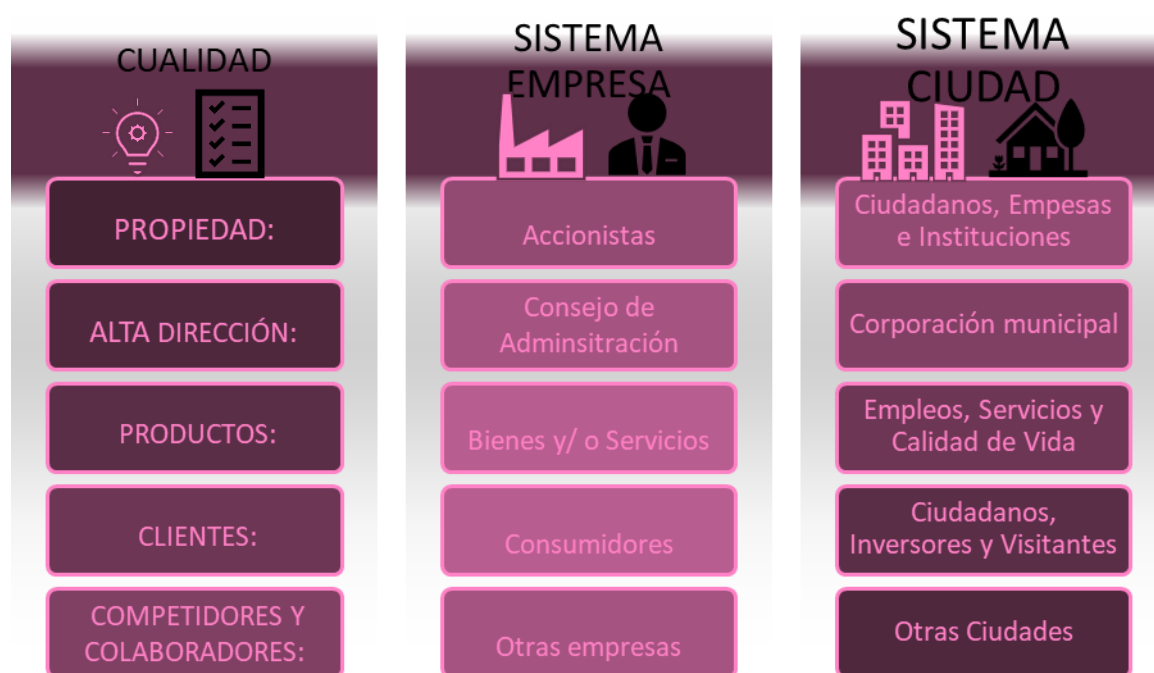 CUALIDAD
PROPIEDAD:
ALTA DIRECCIÓN:
PRODUCTOS:
CLIENTES:
COMPETIDORES Y
COLABORADORES:
SISTEMA
EMPRESA
Accionistas
Consejo de
Adminsitración
Bienes y/ o Servicios
Consumidores
Otras empresas
SISTEMA
CIUDAD
Ciudadanos, Empesas
e Instituciones
Corporación municipal
Empleos, Servicios y
Calidad de Vida
Ciudadanos,
Inversores y Visitantes
Otras Ciudades